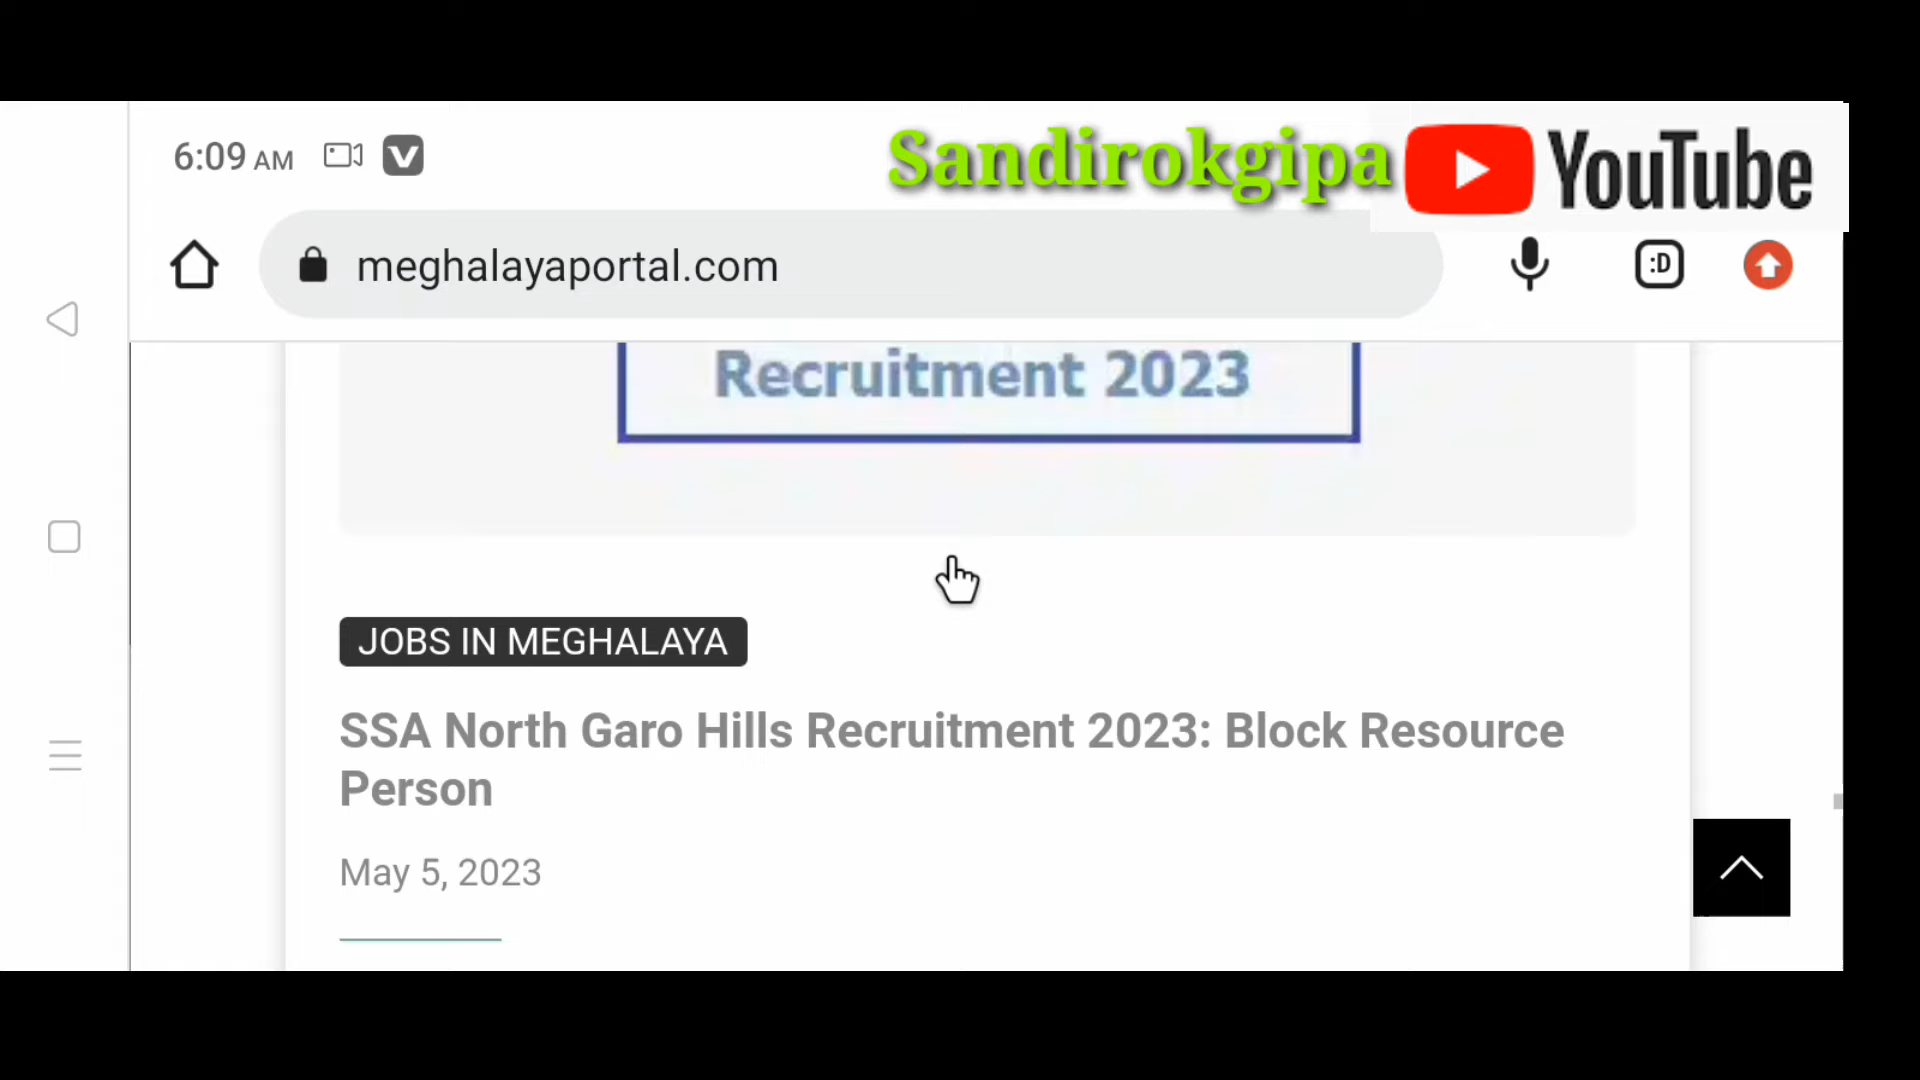 6:09 AM
Sandirokgipa YouTube
meghalayaportal.com
:D
Recruitment 2023
JOBS IN MEGHALAYA
SSA North Garo Hills Recruitment 2023: Block Resource
Person
May 5, 2023